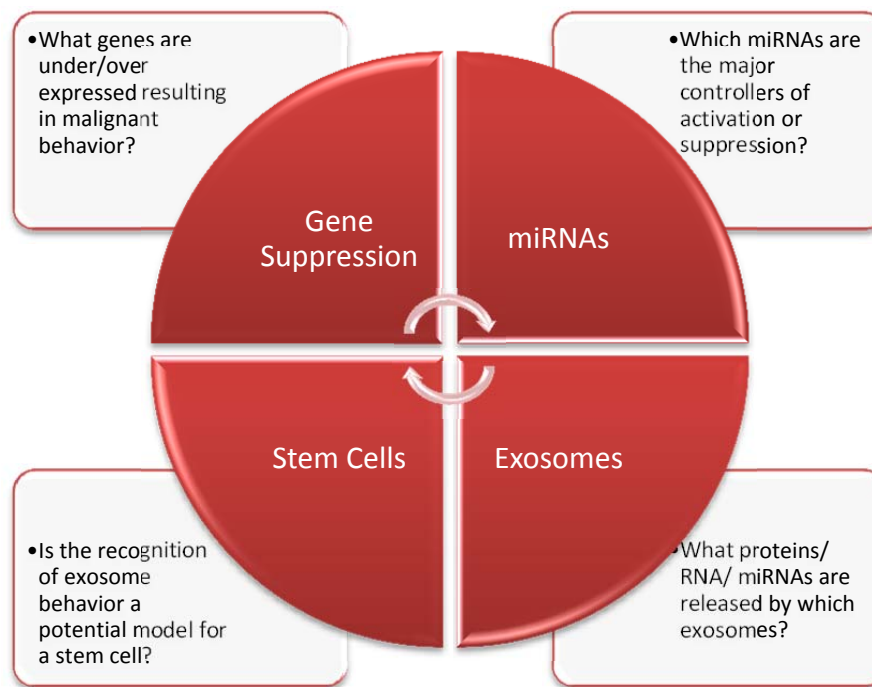 •What genes are
under/over
expressed resulting
in malignant
behavior?
•Which miRNAs are
the major
controllers of
activation or
suppression?
Gene
Suppression
miRNAs
Stem Cells
Exosomes
•Is the recognition
of exosome
behavior a
potential model for
a stem cell?
•What proteins/
RNA/ miRNAs are
released by which
exosomes?